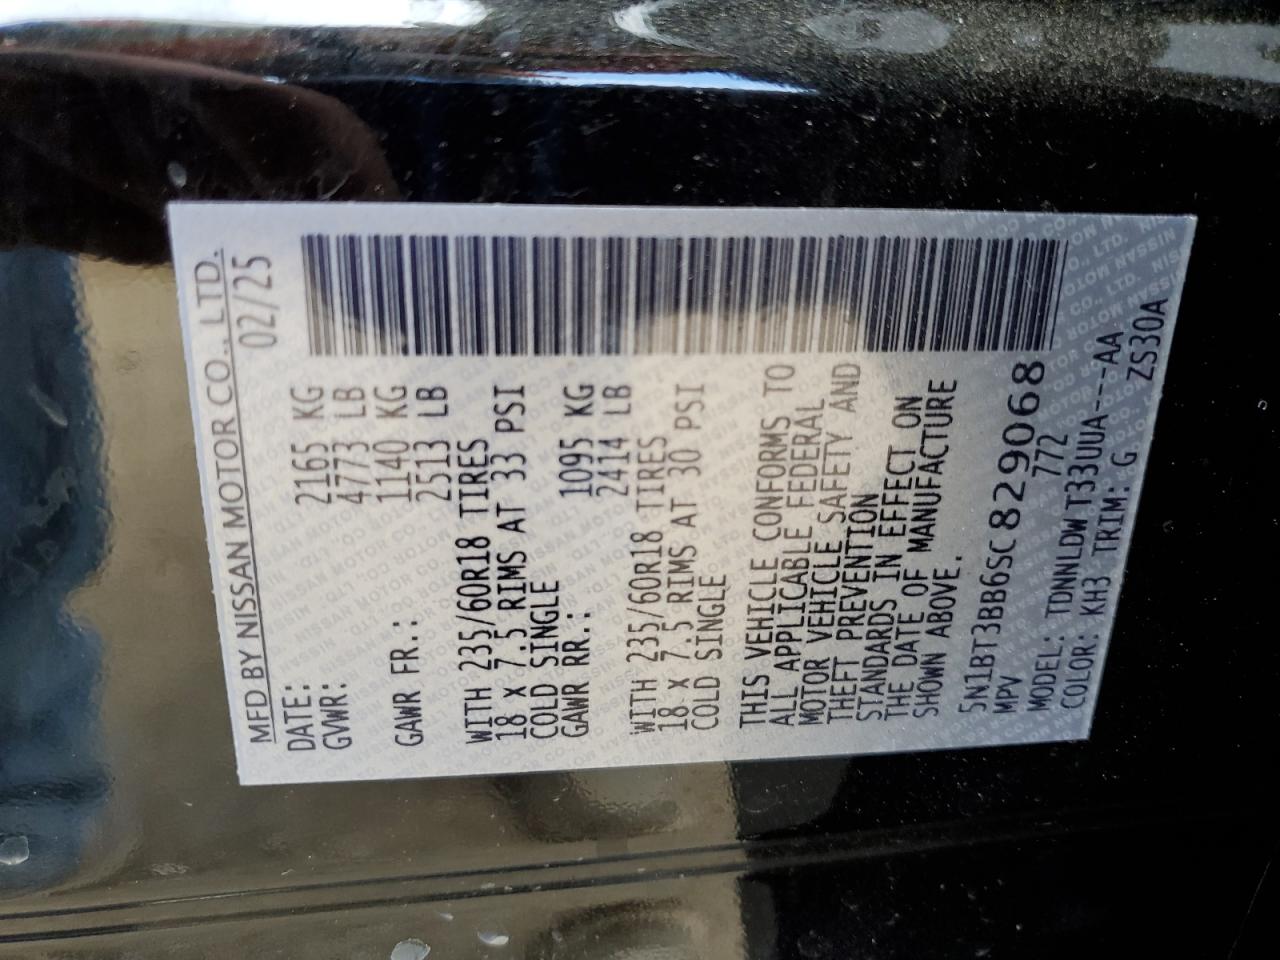 MFD BY NISSAN MOTOR CO., LTD.
DATE: 02/25
GVWR: 2165 KG
4773 LB
GAWR FR.: 1140 KG
2513 LB
WITH 235/60R18 TIRES
18 x 7.5 RIMS AT 33 PSI
COLD SINGLE
GAWR RR.: 1095 KG
2414 LB
WITH 235/60R18 TIRES
18 x 7.5 RIMS AT 30 PSI
COLD SINGLE
THIS VEHICLE CONFORMS TO
ALL APPLICABLE FEDERAL
MOTOR VEHICLE SAFETY AND
THEFT PREVENTION
STANDARDS IN EFFECT ON
THE DATE OF MANUFACTURE
SHOWN ABOVE.
5N1BT3BB6SC829068
MPV 772
MODEL: TDNNLDW T33UUA---AA
COLOR: KH3 TRIM: G ZS30A